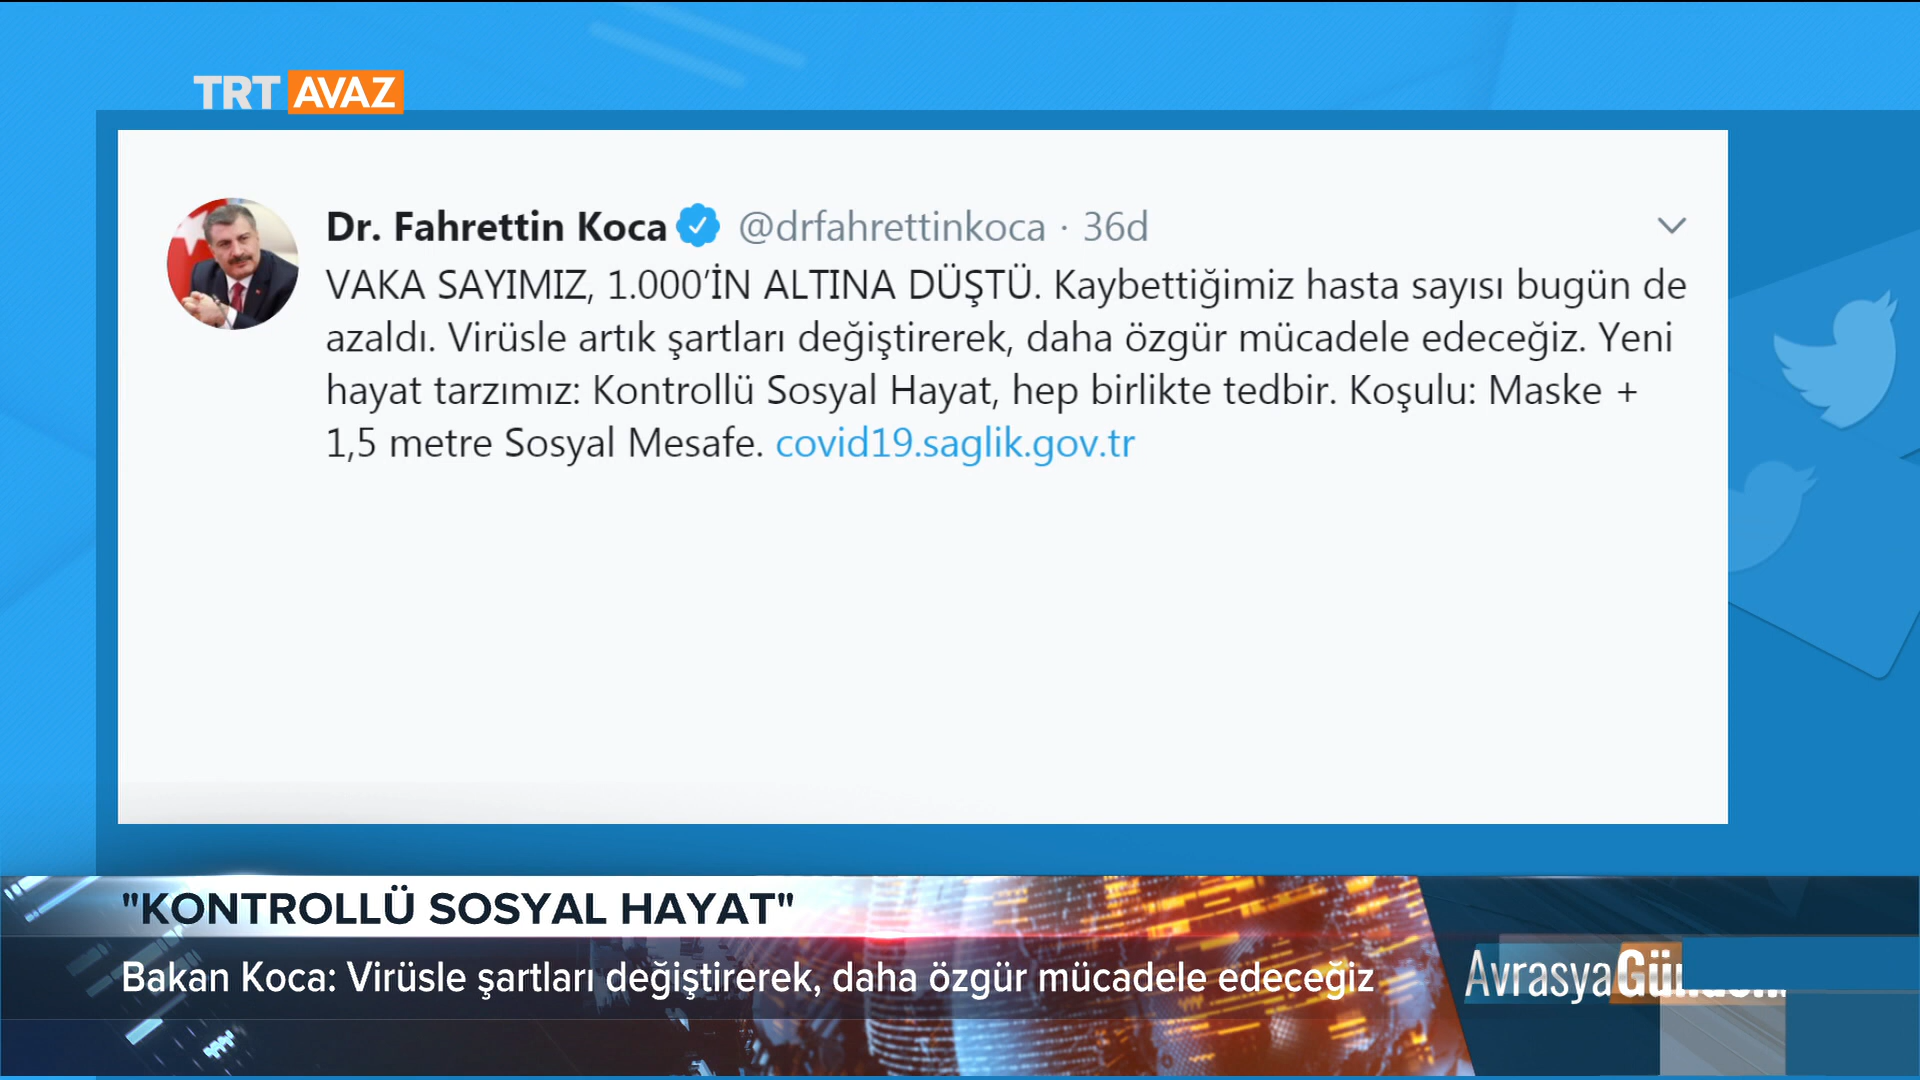 TRT AVAZ
Dr. Fahrettin Koca @drfahrettinkoca · 36d
VAKA SAYIMIZ, 1.000’İN ALTINA DÜŞTÜ. Kaybettiğimiz hasta sayısı bugün de
azaldı. Virüsle artık şartları değiştirerek, daha özgür mücadele edeceğiz. Yeni
hayat tarzımız: Kontrollü Sosyal Hayat, hep birlikte tedbir. Koşulu: Maske +
1,5 metre Sosyal Mesafe. covid19.saglik.gov.tr
"KONTROLLÜ SOSYAL HAYAT"
Bakan Koca: Virüsle şartları değiştirerek, daha özgür mücadele edeceğiz
Avrasya